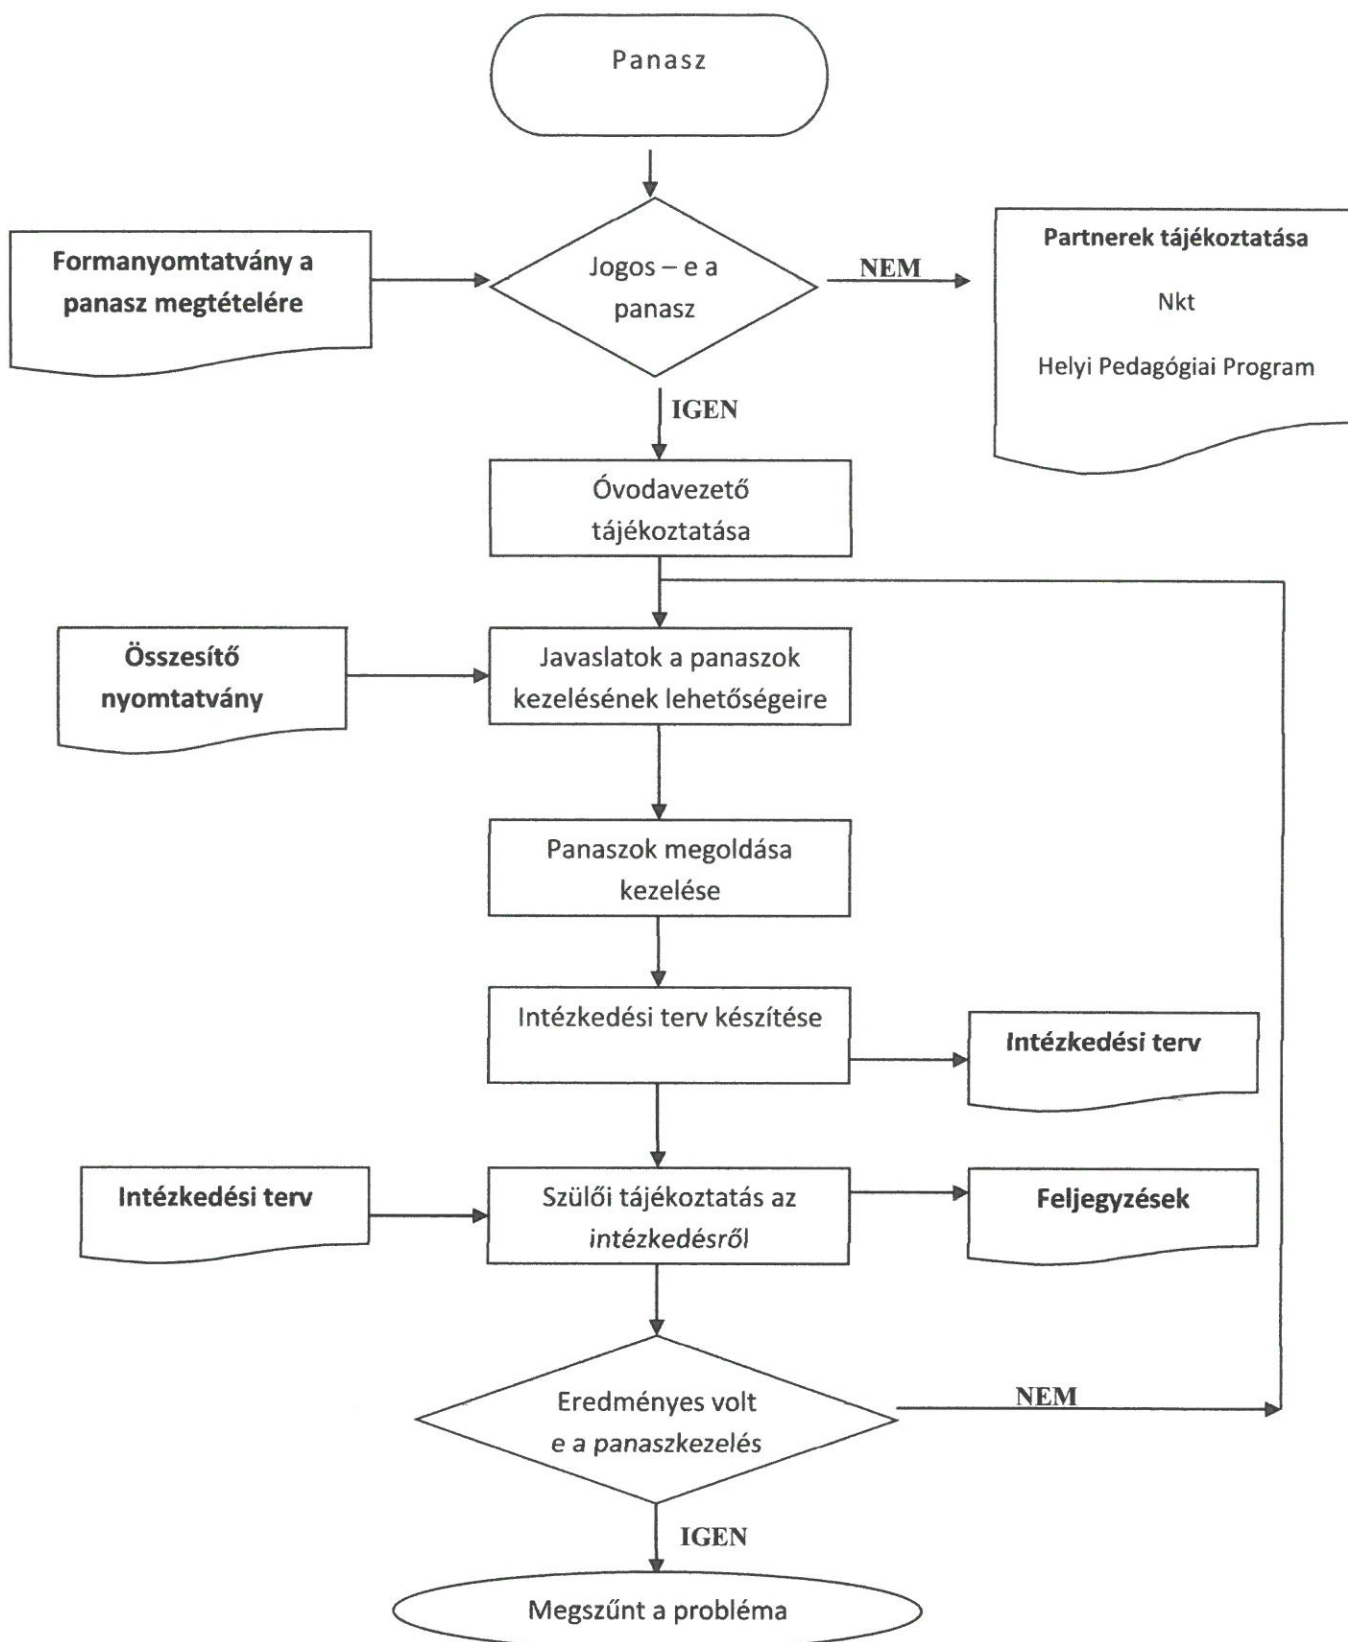 Panasz
Formanyomtatvány a
panasz megtételére
Jogos – e a
panasz
NEM
Partnerek tájékoztatása
Nkt
Helyi Pedagógiai Program
IGEN
Óvodavezető
tájékoztatása
Összesítő
nyomtatvány
Javaslatok a panaszok
kezelésének lehetőségeire
Panaszok megoldása
kezelése
Intézkedési terv készítése
Intézkedési terv
Intézkedési terv
Szülői tájékoztatás az
intézkedésről
Feljegyzések
Eredményes volt
e a panaszkezelés
NEM
IGEN
Megszűnt a probléma